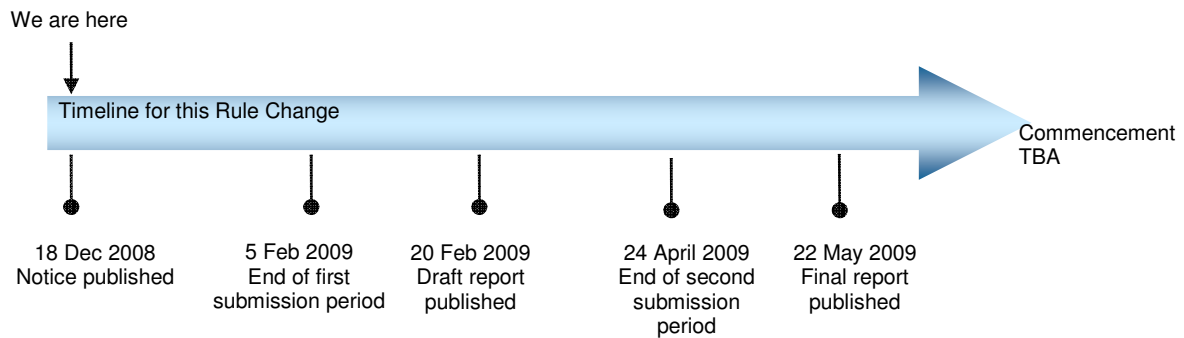 We are here
Timeline for this Rule Change
Commencement
TBA
18 Dec 2008
Notice published
5 Feb 2009
End of first
submission period
20 Feb 2009
Draft report
published
24 April 2009
End of second
submission
period
22 May 2009
Final report
published